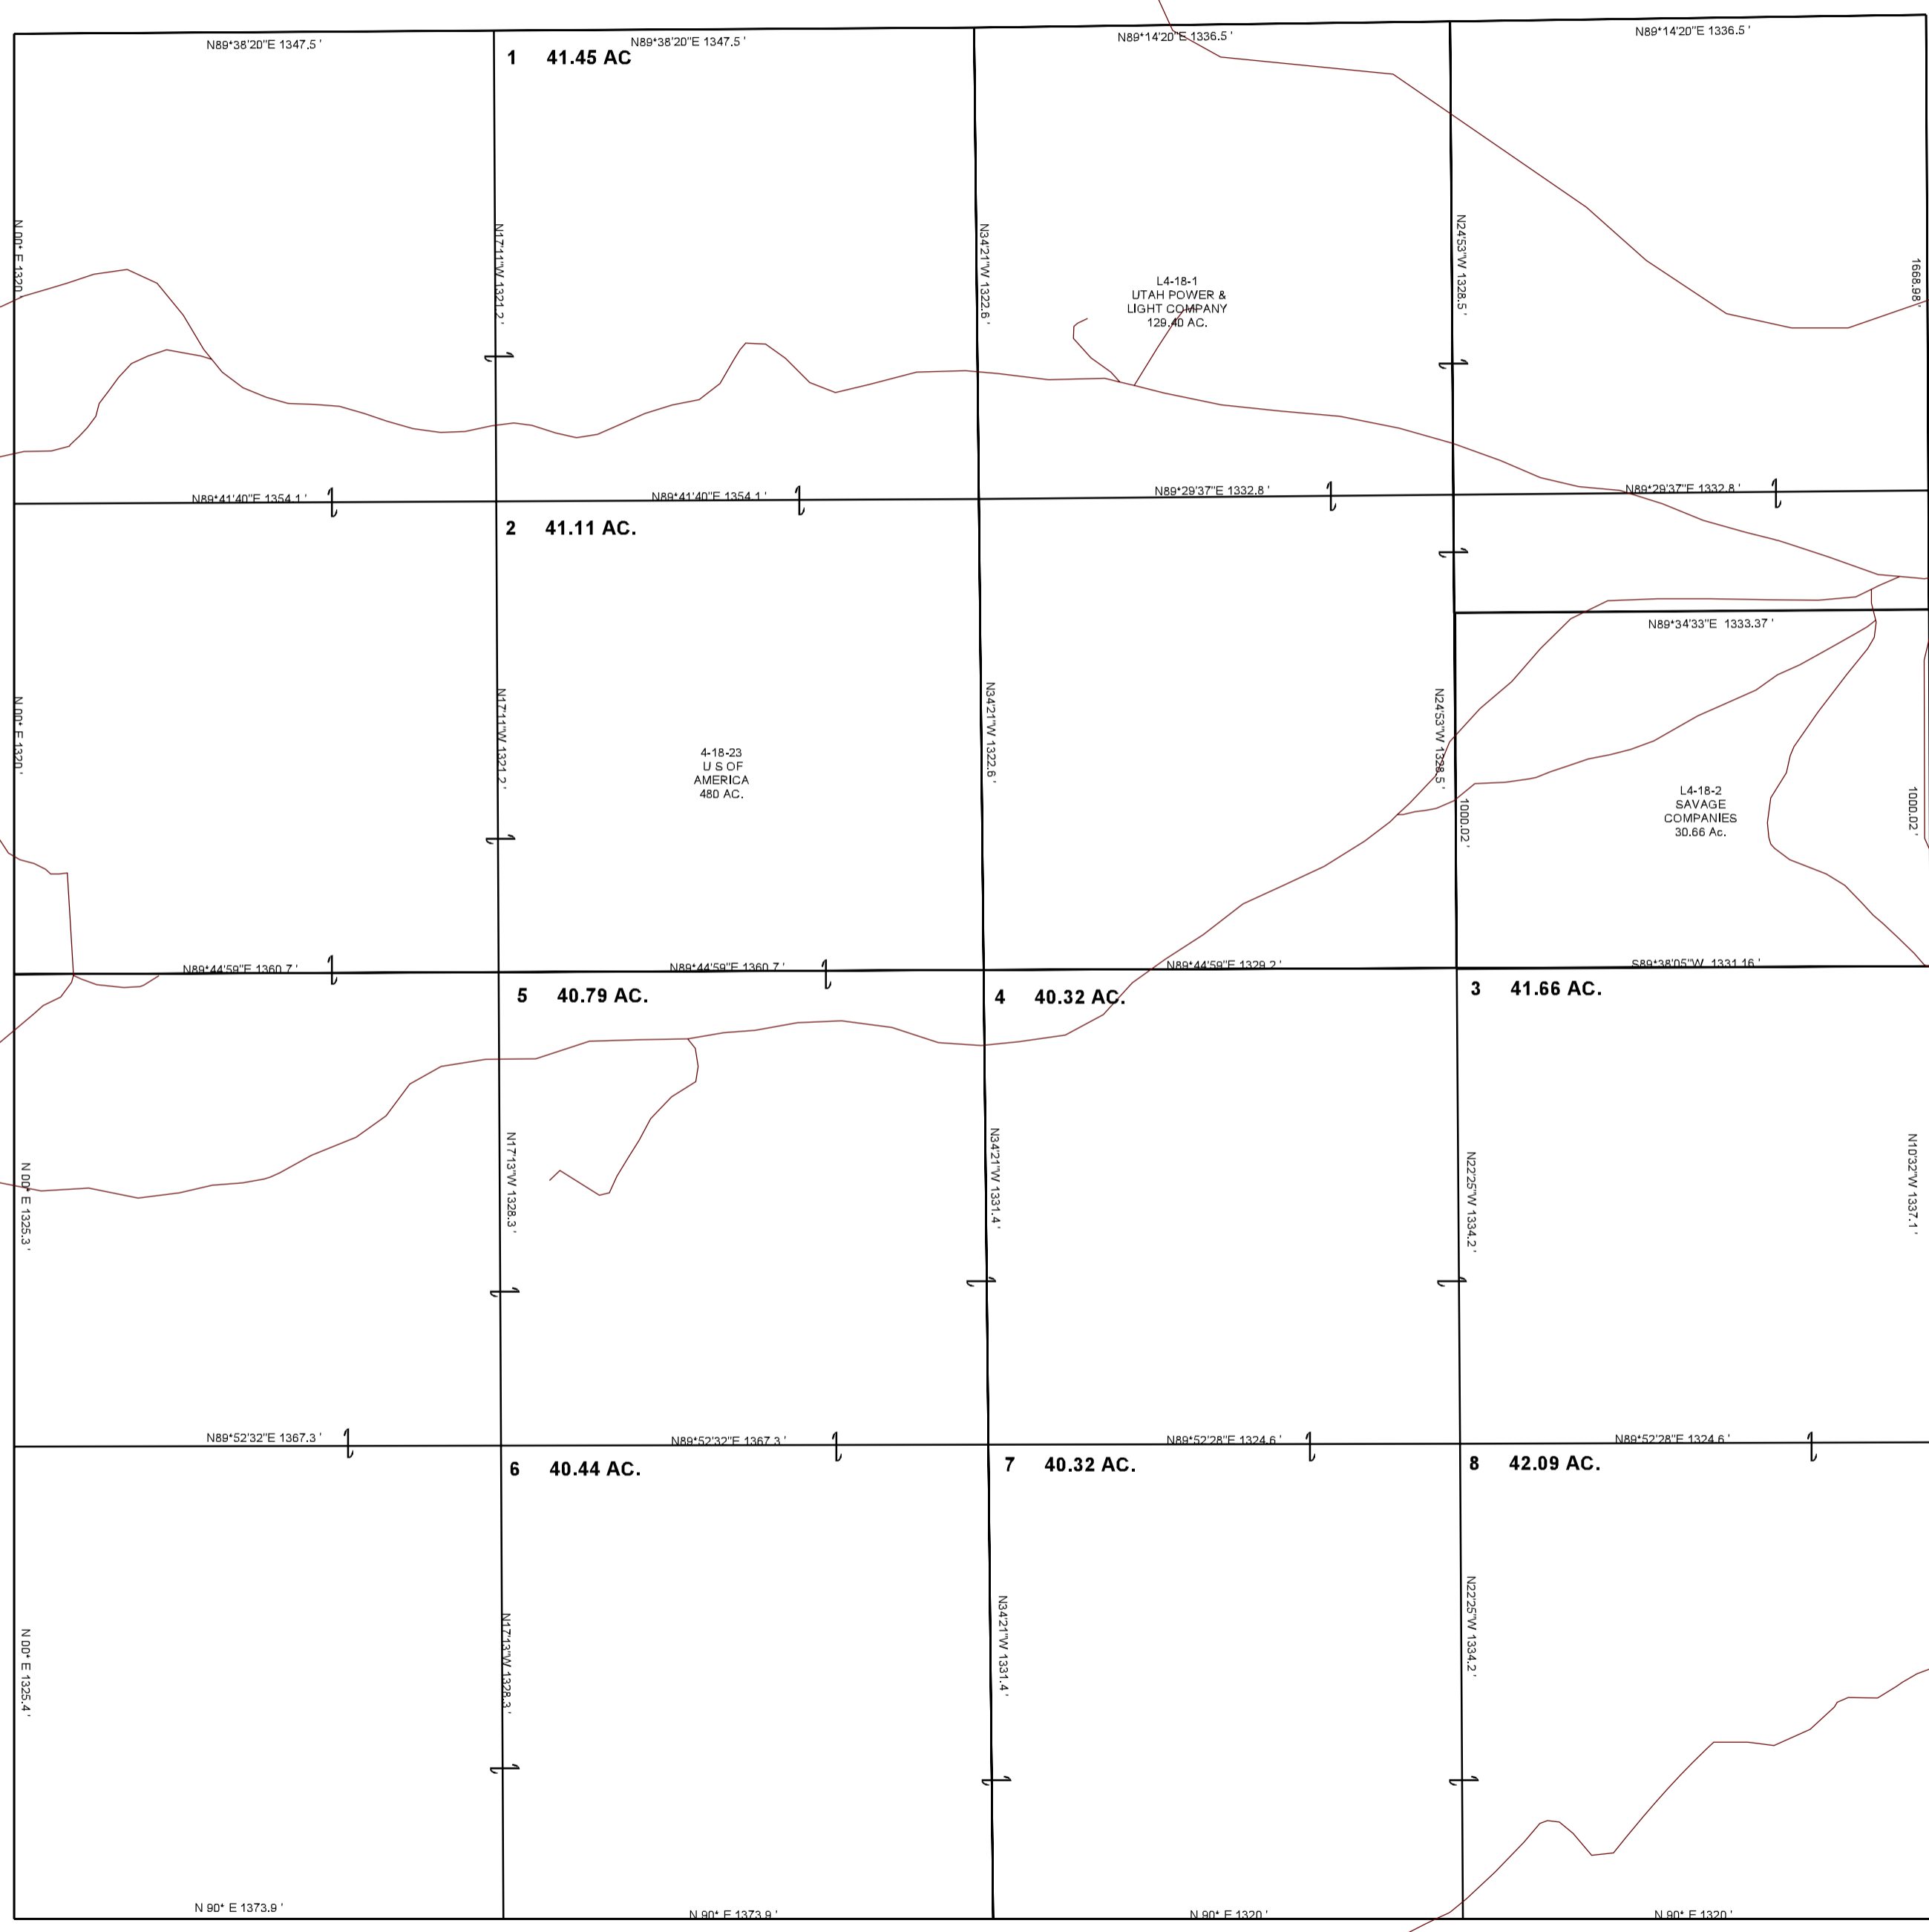 N89*38'20"E 1347.5 '
1 41.45 AC
N89*38'20"E 1347.5 '
N89*14'20"E 1336.5 '
N89*14'20"E 1336.5 '
N 00* E 1320 '
N17'11"W 1321.2 '
N34'21"W 1322.6 '
L4-18-1
UTAH POWER &
LIGHT COMPANY
129.40 AC.
N24'53"W 1328.5 '
1668.98 '
N89*41'40"E 1354.1 '
N89*41'40"E 1354.1 '
N89*29'37"E 1332.8 '
N89*29'37"E 1332.8 '
2 41.11 AC.
N89*34'33"E 1333.37 '
N 00* E 1320 '
N17'11"W 1321.2 '
4-18-23
U S OF
AMERICA
480 AC.
N34'21"W 1322.6 '
N24'53"W 1328.5 '
1000.02 '
L4-18-2
SAVAGE
COMPANIES
30.66 Ac.
1000.02 '
N89*44'59"E 1360.7 '
N89*44'59"E 1360.7 '
N89*44'59"E 1329.2 '
S89*38'05"W 1331.16 '
5 40.79 AC.
4 40.32 AC.
3 41.66 AC.
N 00* E 1325.3 '
N17'13"W 1328.3 '
N34'21"W 1331.4 '
N22'25"W 1334.2 '
N10'32"W 1337.1 '
N89*52'32"E 1367.3 '
N89*52'32"E 1367.3 '
N89*52'28"E 1324.6 '
N89*52'28"E 1324.6 '
6 40.44 AC.
7 40.32 AC.
8 42.09 AC.
N 00* E 1325.4 '
N17'13"W 1328.3 '
N34'21"W 1331.4 '
N22'25"W 1334.2 '
N 90* E 1373.9 '
N 90* E 1373.9 '
N 90* E 1320 '
N 90* E 1320 '